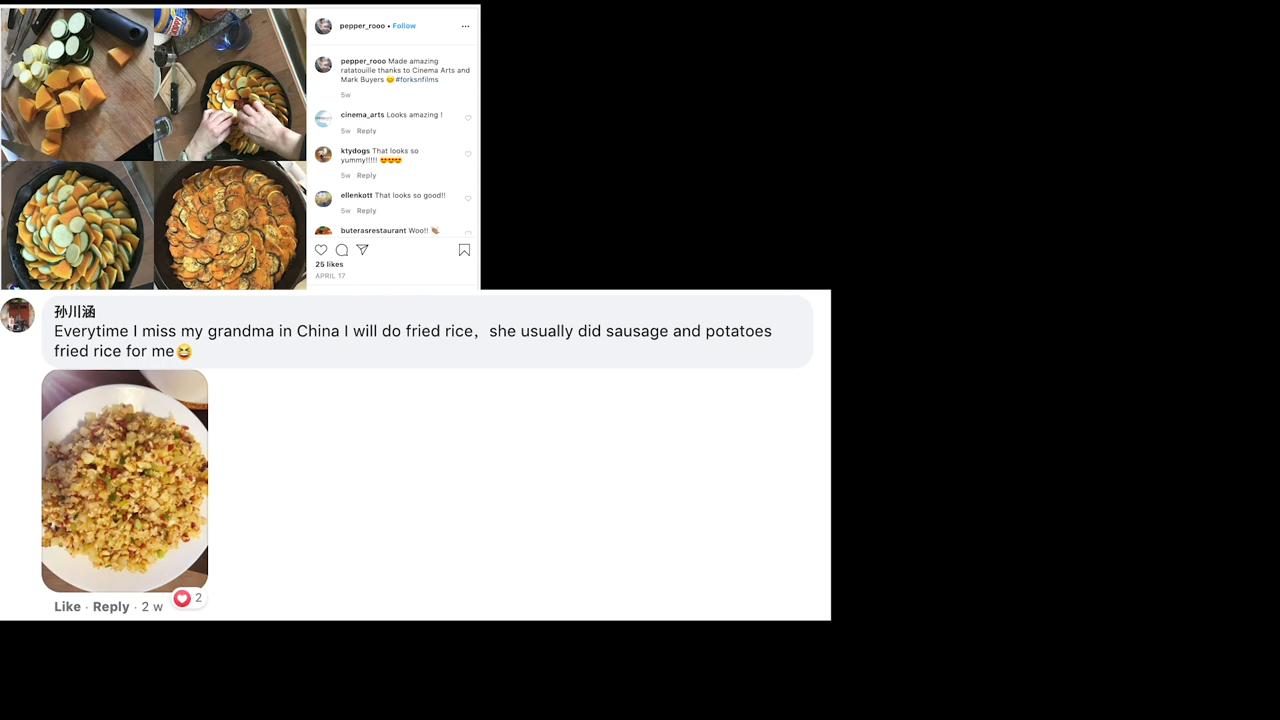 pepper_rooo • Follow
pepper_rooo Made amazing
ratatouille thanks to Cinema Arts and
Mark Buyers 😊 #forksnfilms
5w
cinema_arts Looks amazing !
5w Reply
ktydogs That looks so
yummy!!!!! 😍😍😍
5w Reply
ellenkott That looks so good!!
5w Reply
buterasrestaurant Woo!! 👏🏽
25 likes
APRIL 17
孙川涵
Everytime I miss my grandma in China I will do fried rice，she usually did sausage and potatoes
fried rice for me😆
Like · Reply · 2 w
2